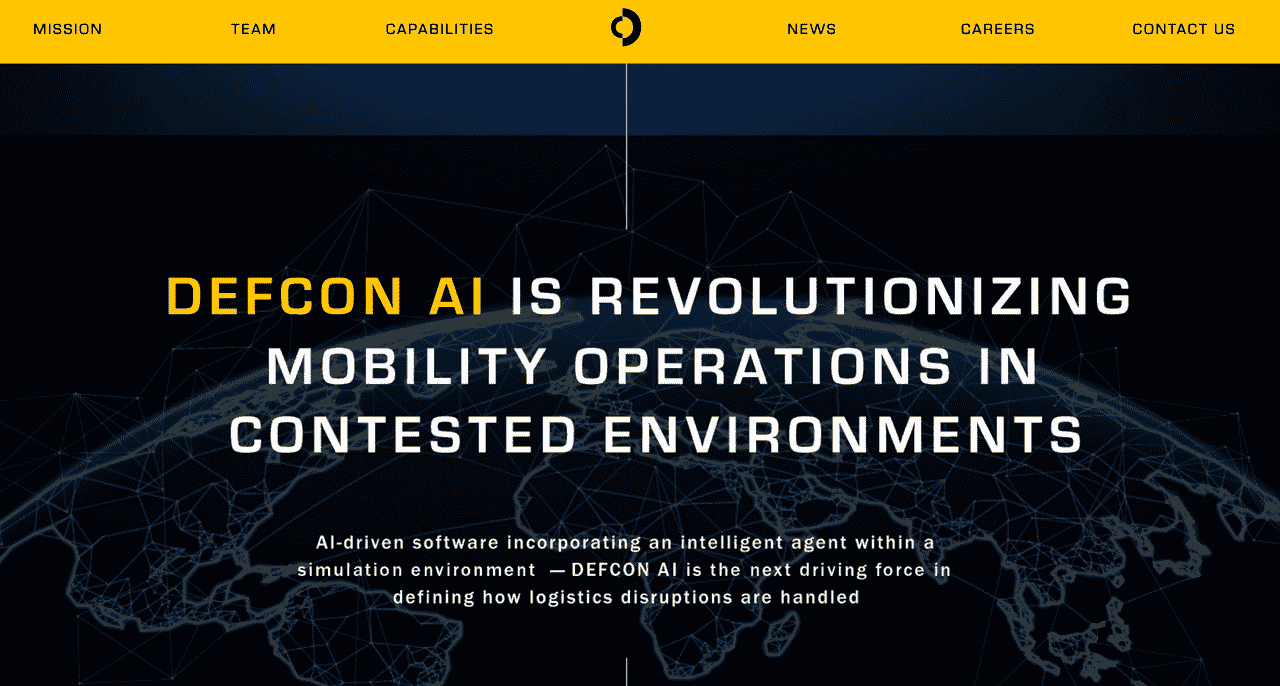 MISSION TEAM CAPABILITIES NEWS CAREERS CONTACT US
DEFCON AI IS REVOLUTIONIZING
MOBILITY OPERATIONS IN
CONTESTED ENVIRONMENTS
AI-driven software incorporating an intelligent agent within a
simulation environment — DEFCON AI is the next driving force in
defining how logistics disruptions are handled